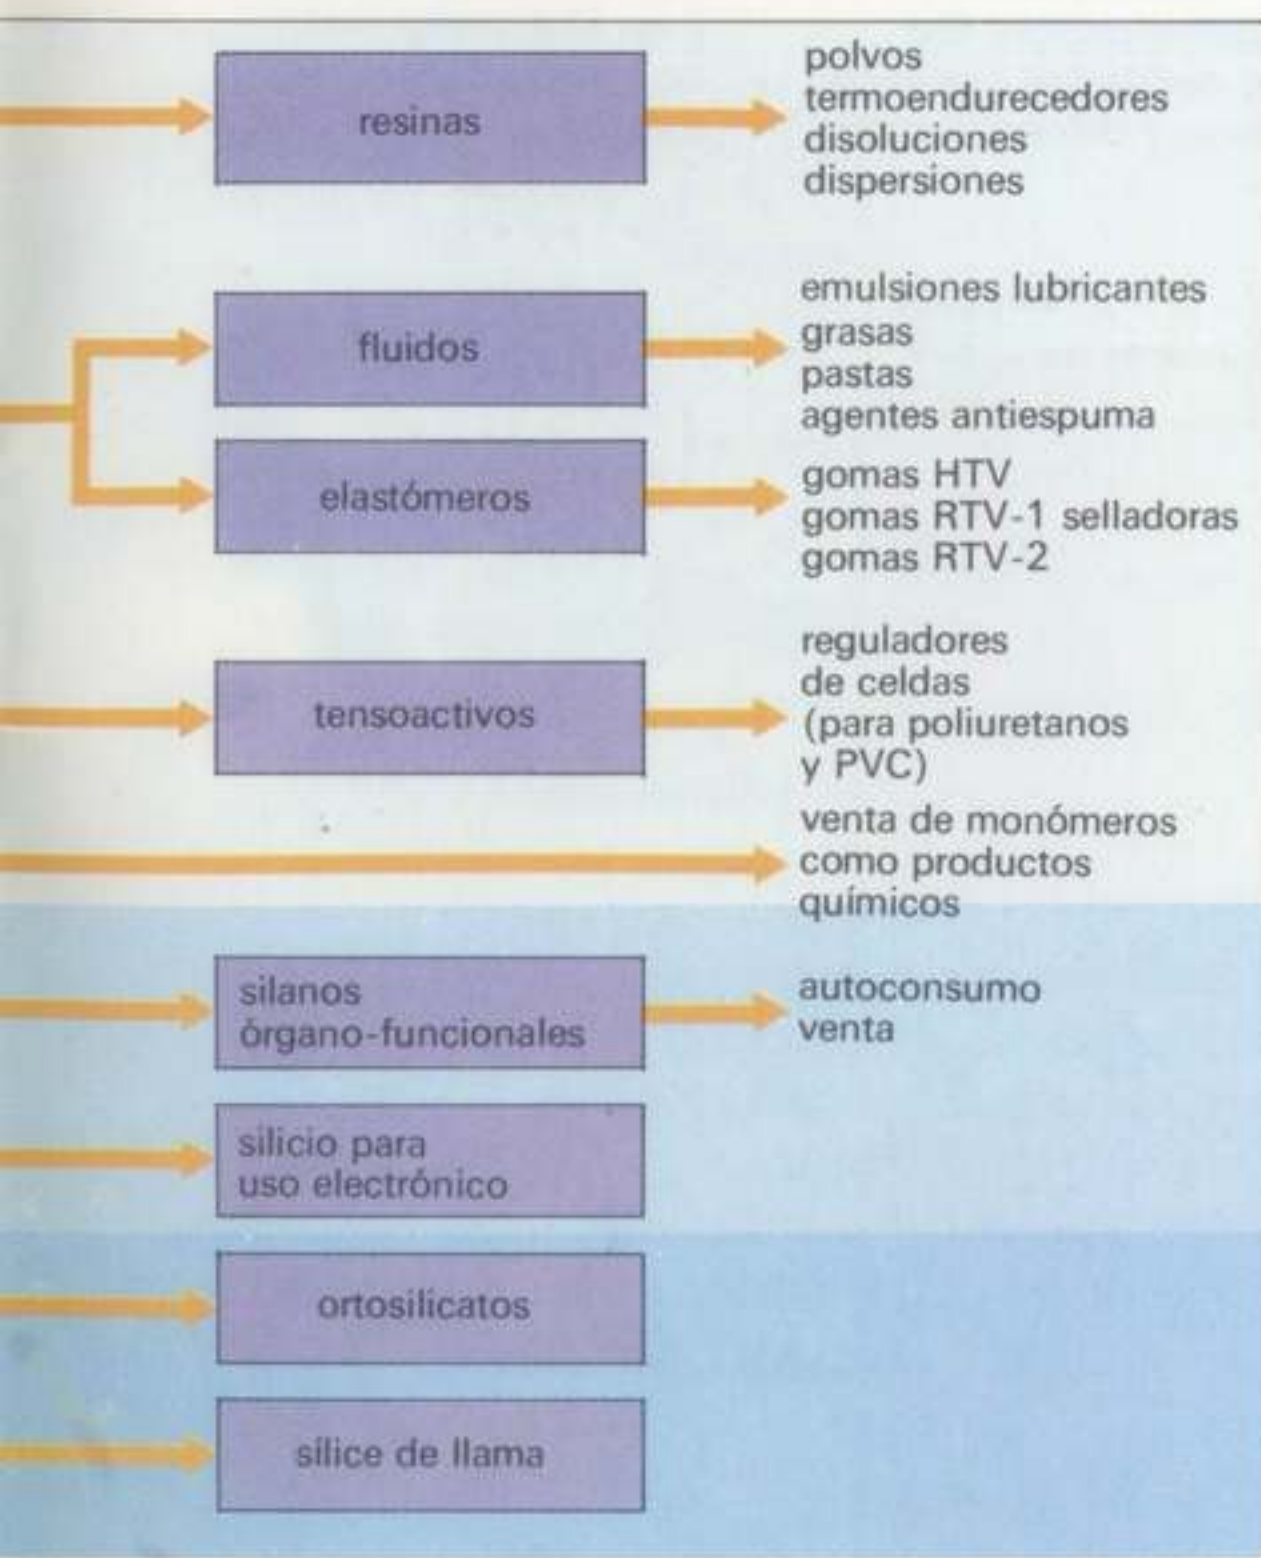 resinas
polvos
termoendurecedores
disoluciones
dispersiones
fluidos
emulsiones lubricantes
grasas
pastas
agentes antiespuma
elastómeros
gomas HTV
gomas RTV-1 selladoras
gomas RTV-2
tensoactivos
reguladores
de celdas
(para poliuretanos
y PVC)
venta de monómeros
como productos
químicos
silanos
órgano-funcionales
autoconsumo
venta
silicio para
uso electrónico
ortosilicatos
sílice de llama